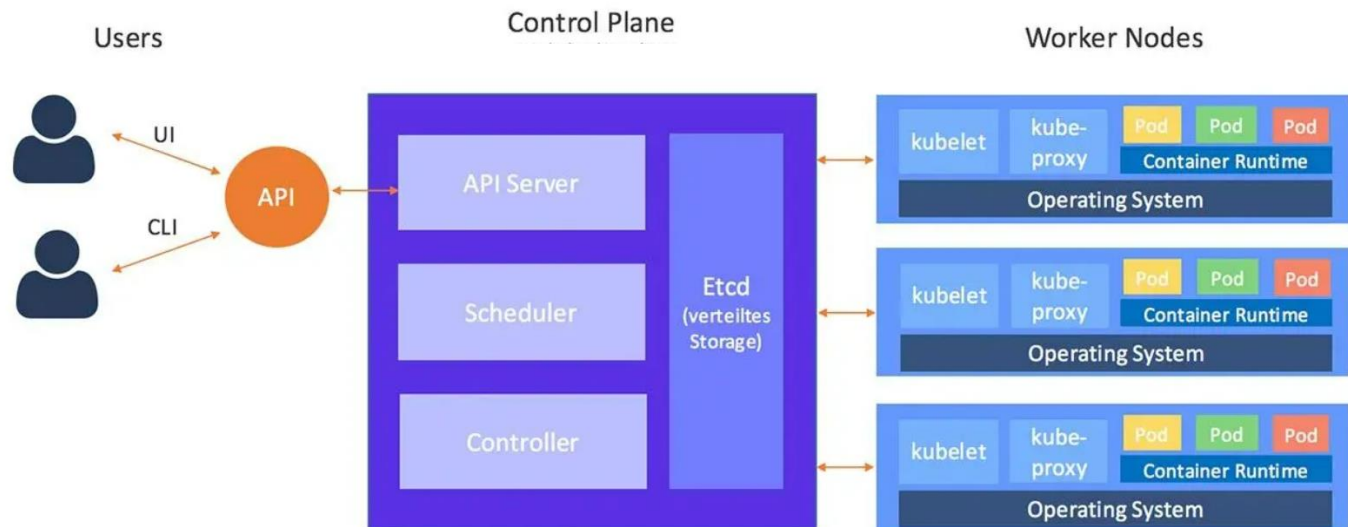 Users
Control Plane
Worker Nodes
UI
CLI
API
API Server
Scheduler
Controller
Etcd
(verteiltes
Storage)
kubelet
kube-
proxy
Pod
Pod
Pod
Container Runtime
Operating System
kubelet
kube-
proxy
Pod
Pod
Pod
Container Runtime
Operating System
kubelet
kube-
proxy
Pod
Pod
Pod
Container Runtime
Operating System